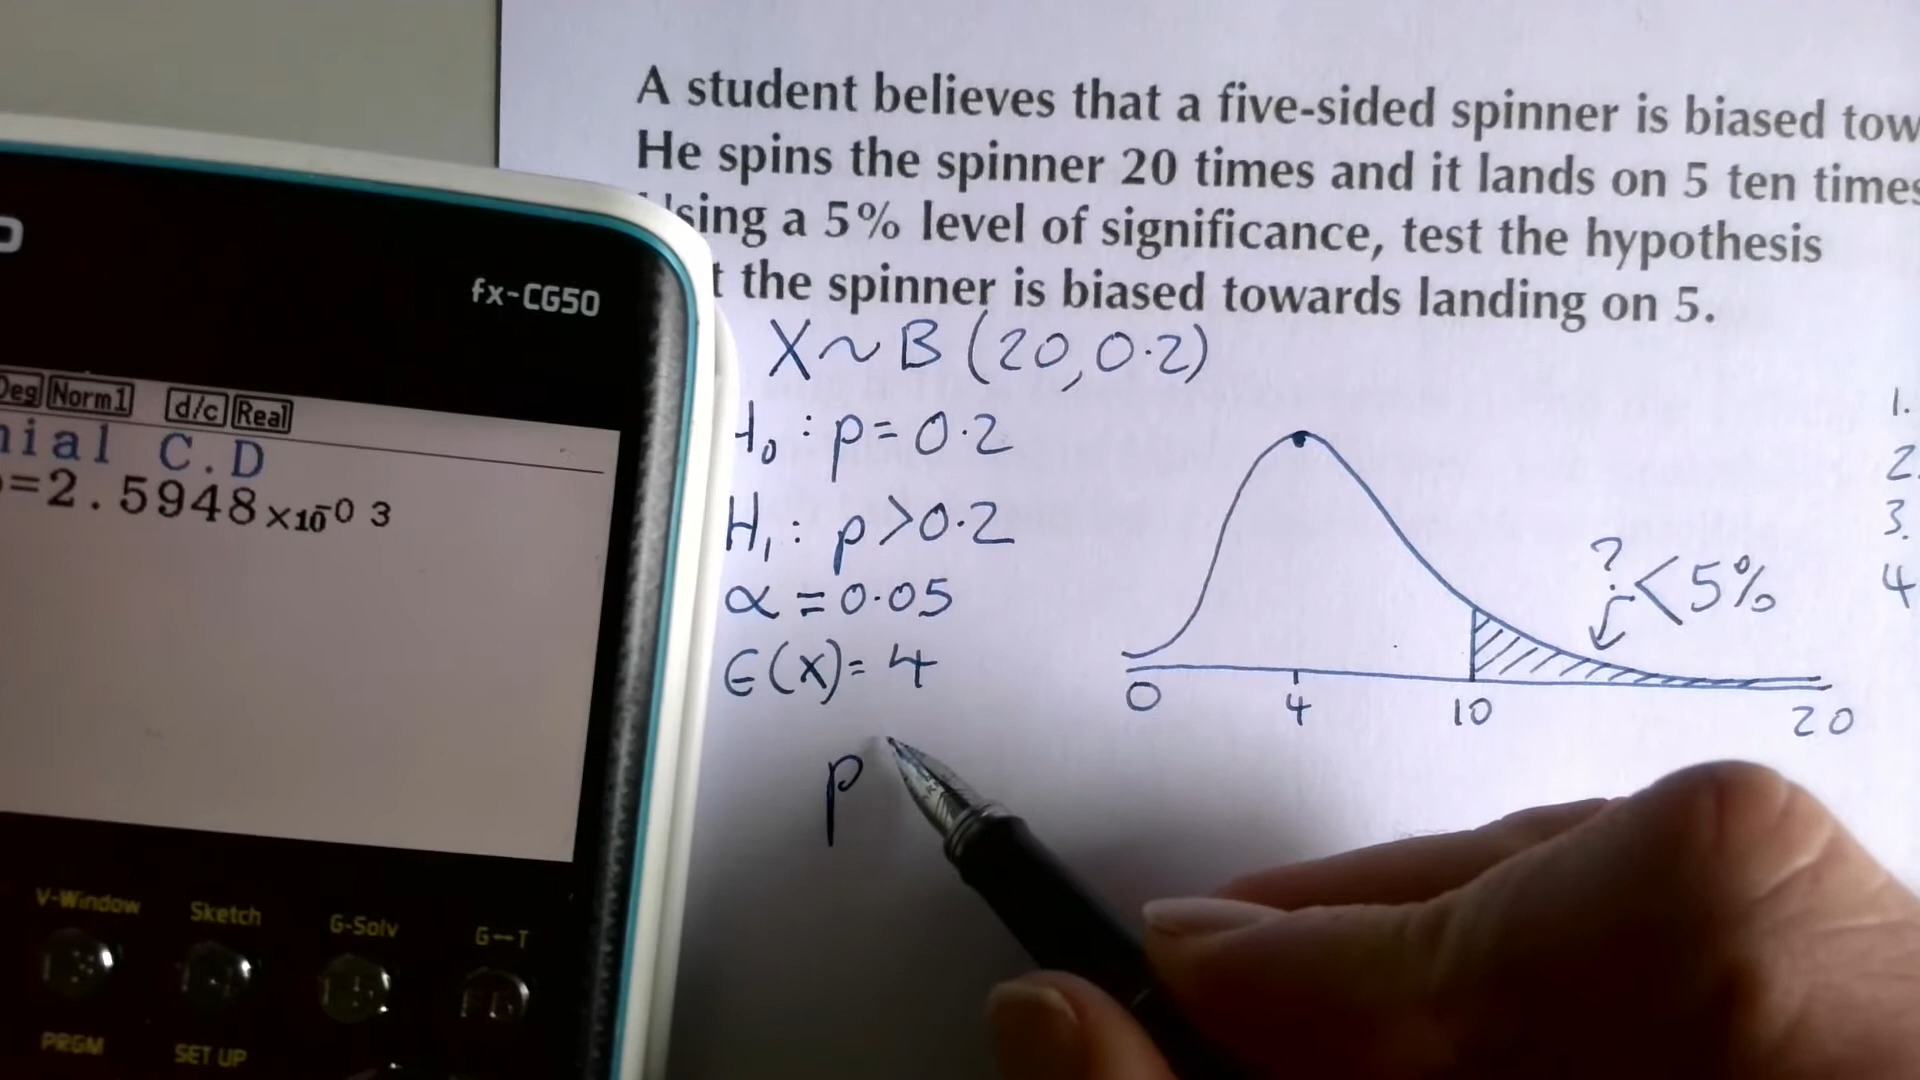 A student believes that a five-sided spinner is biased tow
He spins the spinner 20 times and it lands on 5 ten times
Using a 5% level of significance, test the hypothesis
t the spinner is biased towards landing on 5.
X~B(20,0.2)
H₀ : p=0.2
H₁ : p>0.2
α=0.05
E(X)=4
p
? <5%
0 4 10 20
1.
2.
3.
4
fx-CG50
Deg Norm1 d/c Real
nial C.D
=2.5948×10⁻⁰³
V-Window Sketch G-Solv G↔T
PRGM SET UP